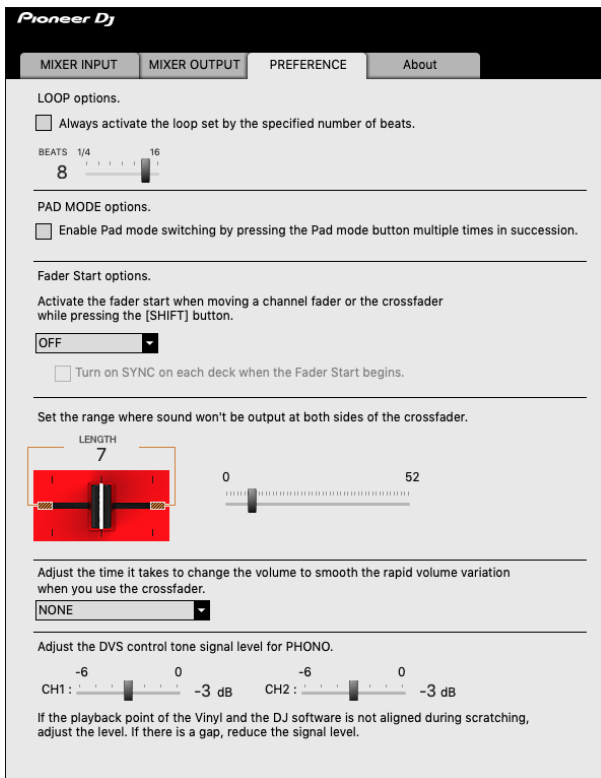 Pioneer Dj
MIXER INPUT MIXER OUTPUT PREFERENCE About
LOOP options.
Always activate the loop set by the specified number of beats.
BEATS 1/4 16
8
PAD MODE options.
Enable Pad mode switching by pressing the Pad mode button multiple times in succession.
Fader Start options.
Activate the fader start when moving a channel fader or the crossfader
while pressing the [SHIFT] button.
OFF
Turn on SYNC on each deck when the Fader Start begins.
Set the range where sound won't be output at both sides of the crossfader.
LENGTH
7
0 52
Adjust the time it takes to change the volume to smooth the rapid volume variation
when you use the crossfader.
NONE
Adjust the DVS control tone signal level for PHONO.
-6 0 -6 0
CH1 : -3 dB CH2 : -3 dB
If the playback point of the Vinyl and the DJ software is not aligned during scratching,
adjust the level. If there is a gap, reduce the signal level.